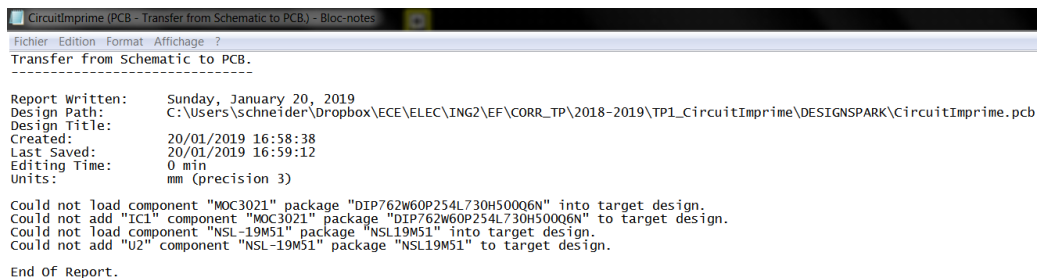 CircuitImprime (PCB - Transfer from Schematic to PCB.) - Bloc-notes
Fichier Edition Format Affichage ?
Transfer from Schematic to PCB.
-------------------------------
Report Written: Sunday, January 20, 2019
Design Path: C:\Users\schneider\Dropbox\ECE\ELEC\ING2\EF\CORR_TP\2018-2019\TP1_CircuitImprime\DESIGNSPARK\CircuitImprime.pcb
Design Title:
Created: 20/01/2019 16:58:38
Last Saved: 20/01/2019 16:59:12
Editing Time: 0 min
Units: mm (precision 3)
Could not load component "MOC3021" package "DIP762W60P254L730H500Q6N" into target design.
Could not add "IC1" component "MOC3021" package "DIP762W60P254L730H500Q6N" to target design.
Could not load component "NSL-19M51" package "NSL19M51" into target design.
Could not add "U2" component "NSL-19M51" package "NSL19M51" to target design.
End Of Report.